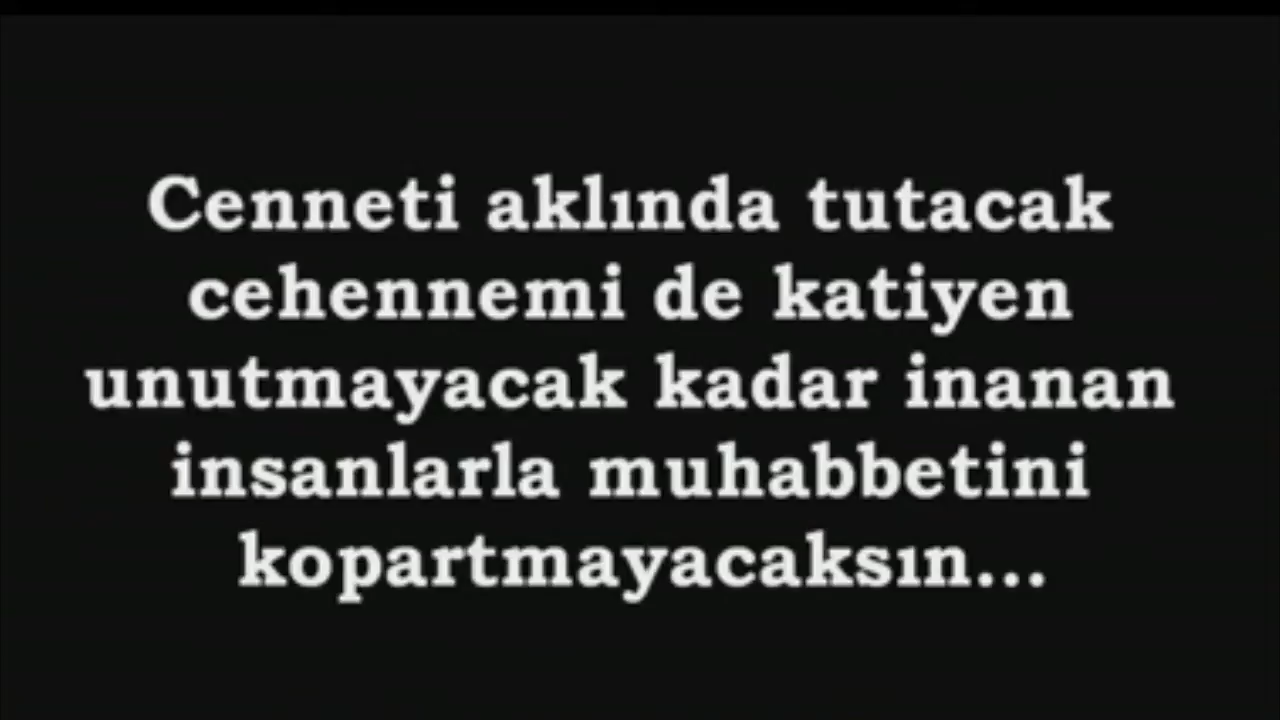 Cenneti aklında tutacak
cehennemi de katiyen
unutmayacak kadar inanan
insanlarla muhabbetini
kopartmayacaksın...